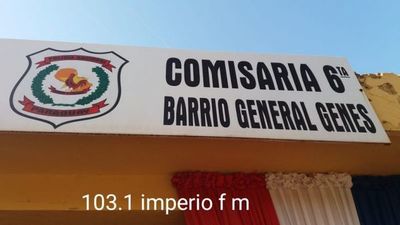 COMISARIA 6TA
BARRIO GENERAL GENES
103.1 imperio f m